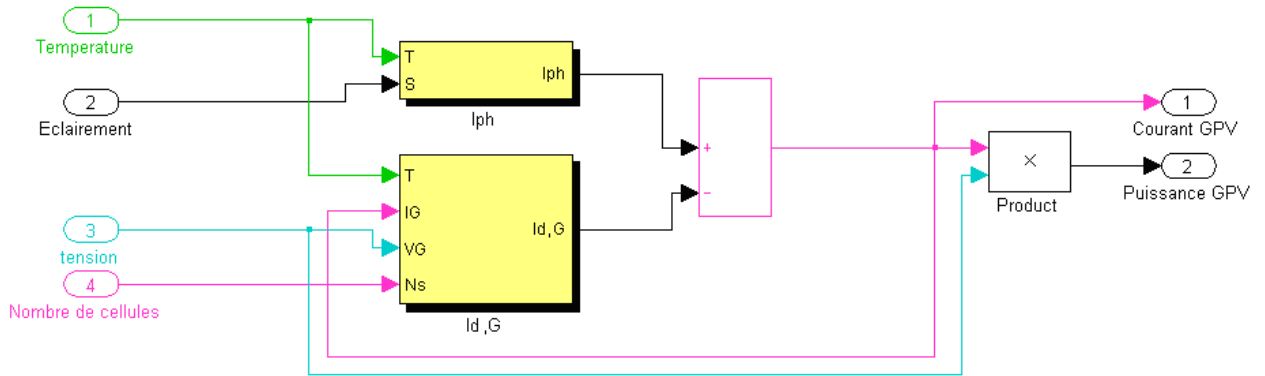 1
Temperature
2
Eclairement
T
S
Iph
Iph
T
IG
VG
Ns
Id,G
Id ,G
3
tension
4
Nombre de cellules
+
−
×
Product
1
Courant GPV
2
Puissance GPV